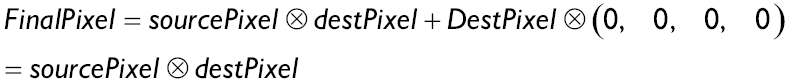 FinalPixel = sourcePixel ⊗ destPixel + DestPixel ⊗ (0, 0, 0, 0)
= sourcePixel ⊗ destPixel